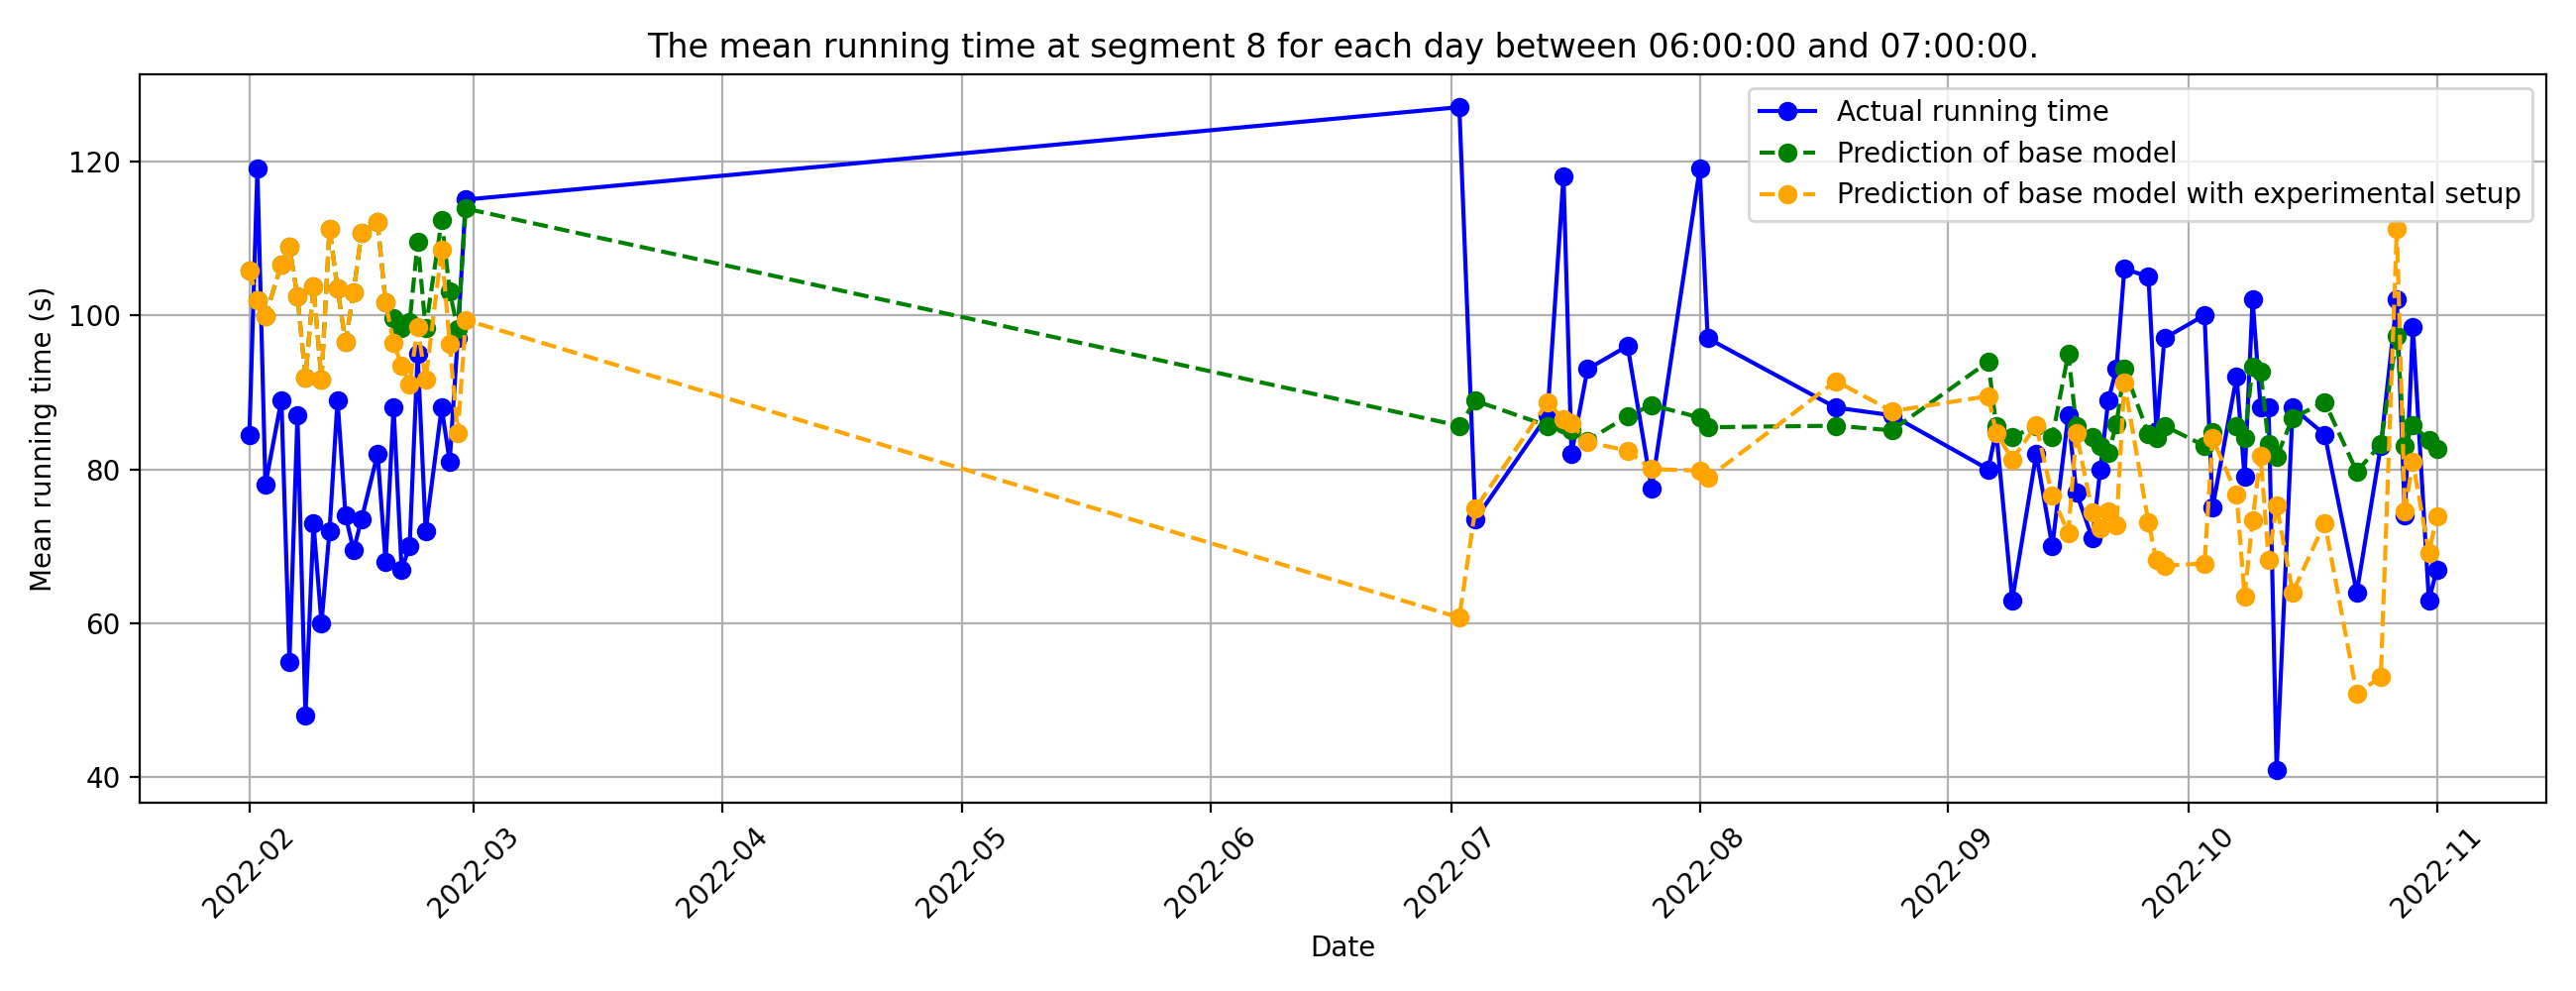 The mean running time at segment 8 for each day between 06:00:00 and 07:00:00.
Actual running time
Prediction of base model
Prediction of base model with experimental setup
Mean running time (s)
120
100
80
60
40
2022-02
2022-03
2022-04
2022-05
2022-06
2022-07
2022-08
2022-09
2022-10
2022-11
Date